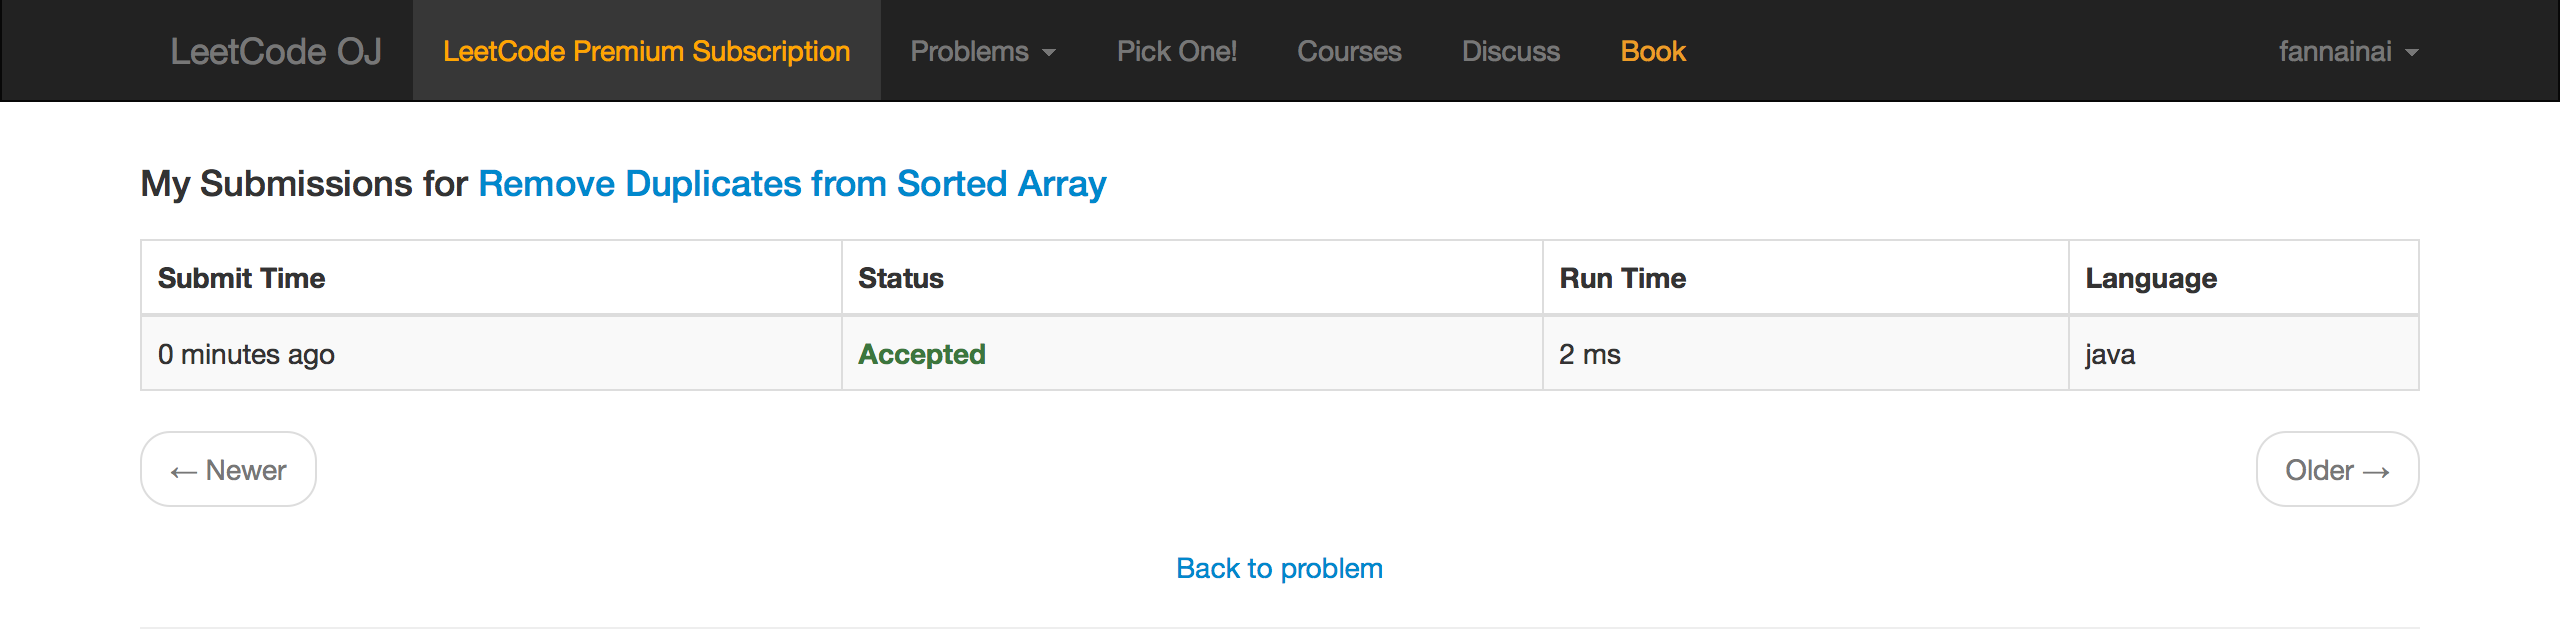 LeetCode OJ LeetCode Premium Subscription Problems Pick One! Courses Discuss Book fannainai
My Submissions for Remove Duplicates from Sorted Array
Submit Time Status Run Time Language
0 minutes ago Accepted 2 ms java
← Newer Older →
Back to problem